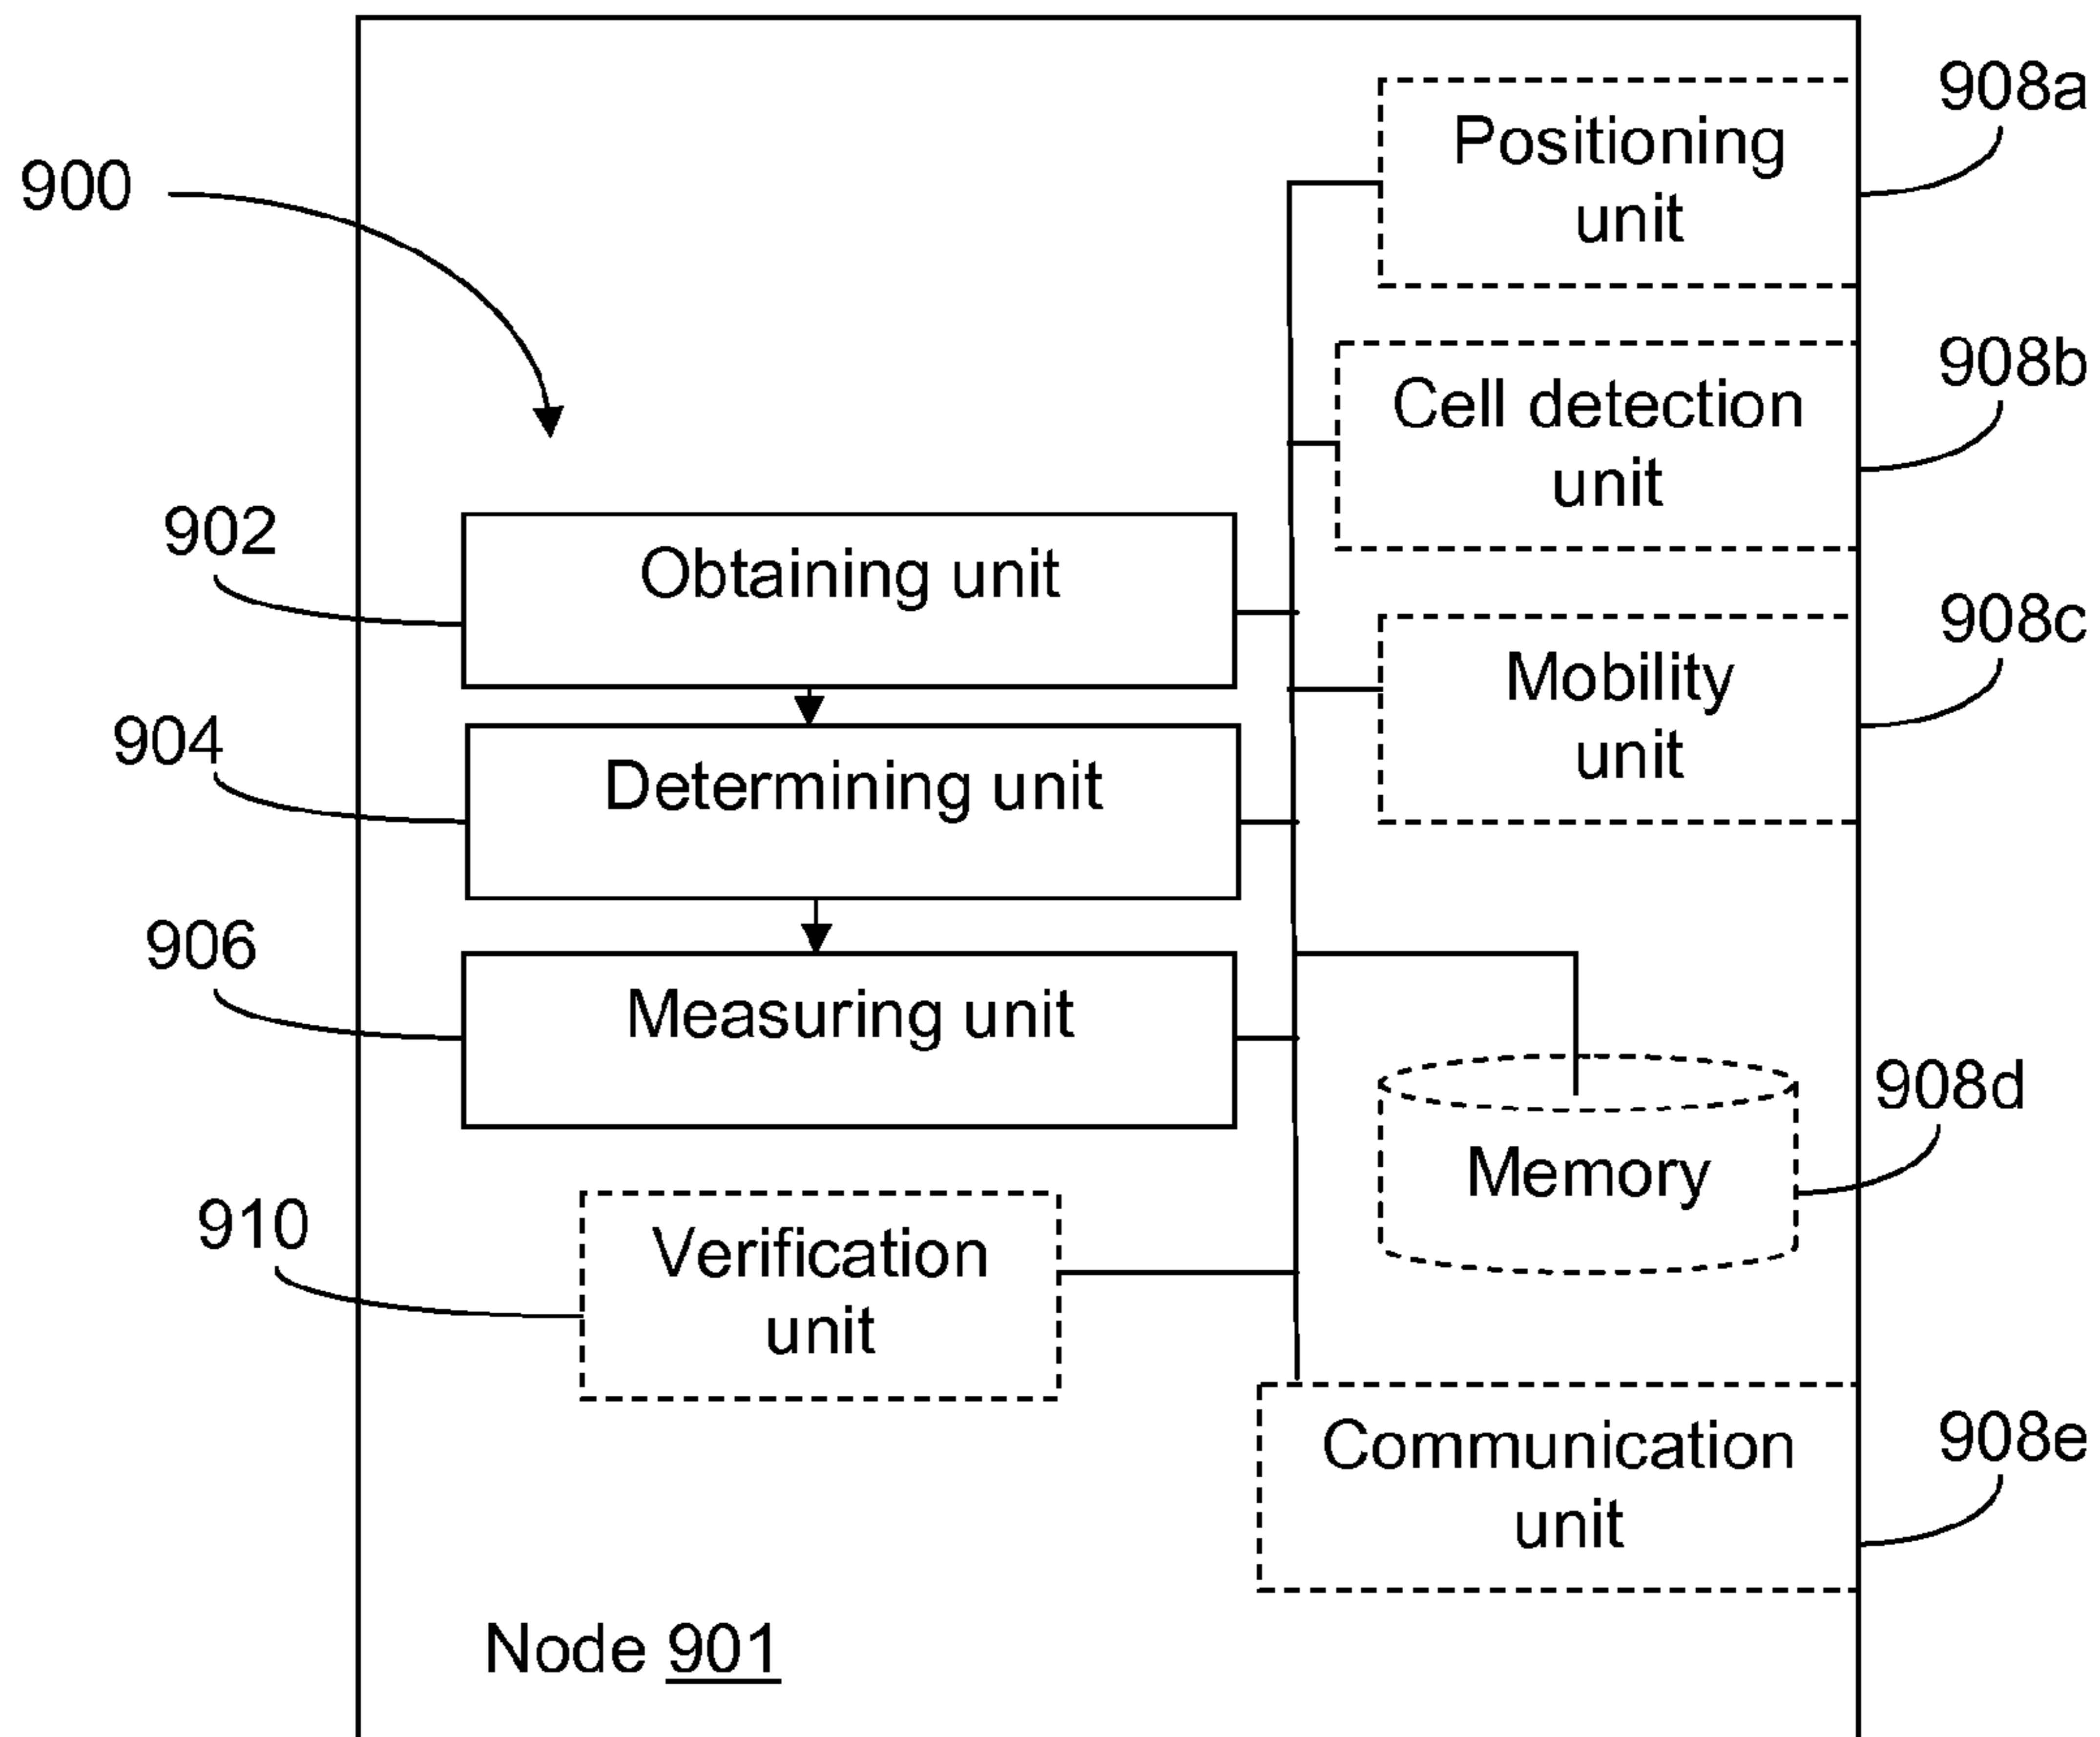 908a
Positioning
unit
900
908b
Cell detection
unit
902
Obtaining unit
908c
Mobility
unit
904
Determining unit
906
Measuring unit
908d
Memory
910
Verification
unit
908e
Communication
unit
Node 901